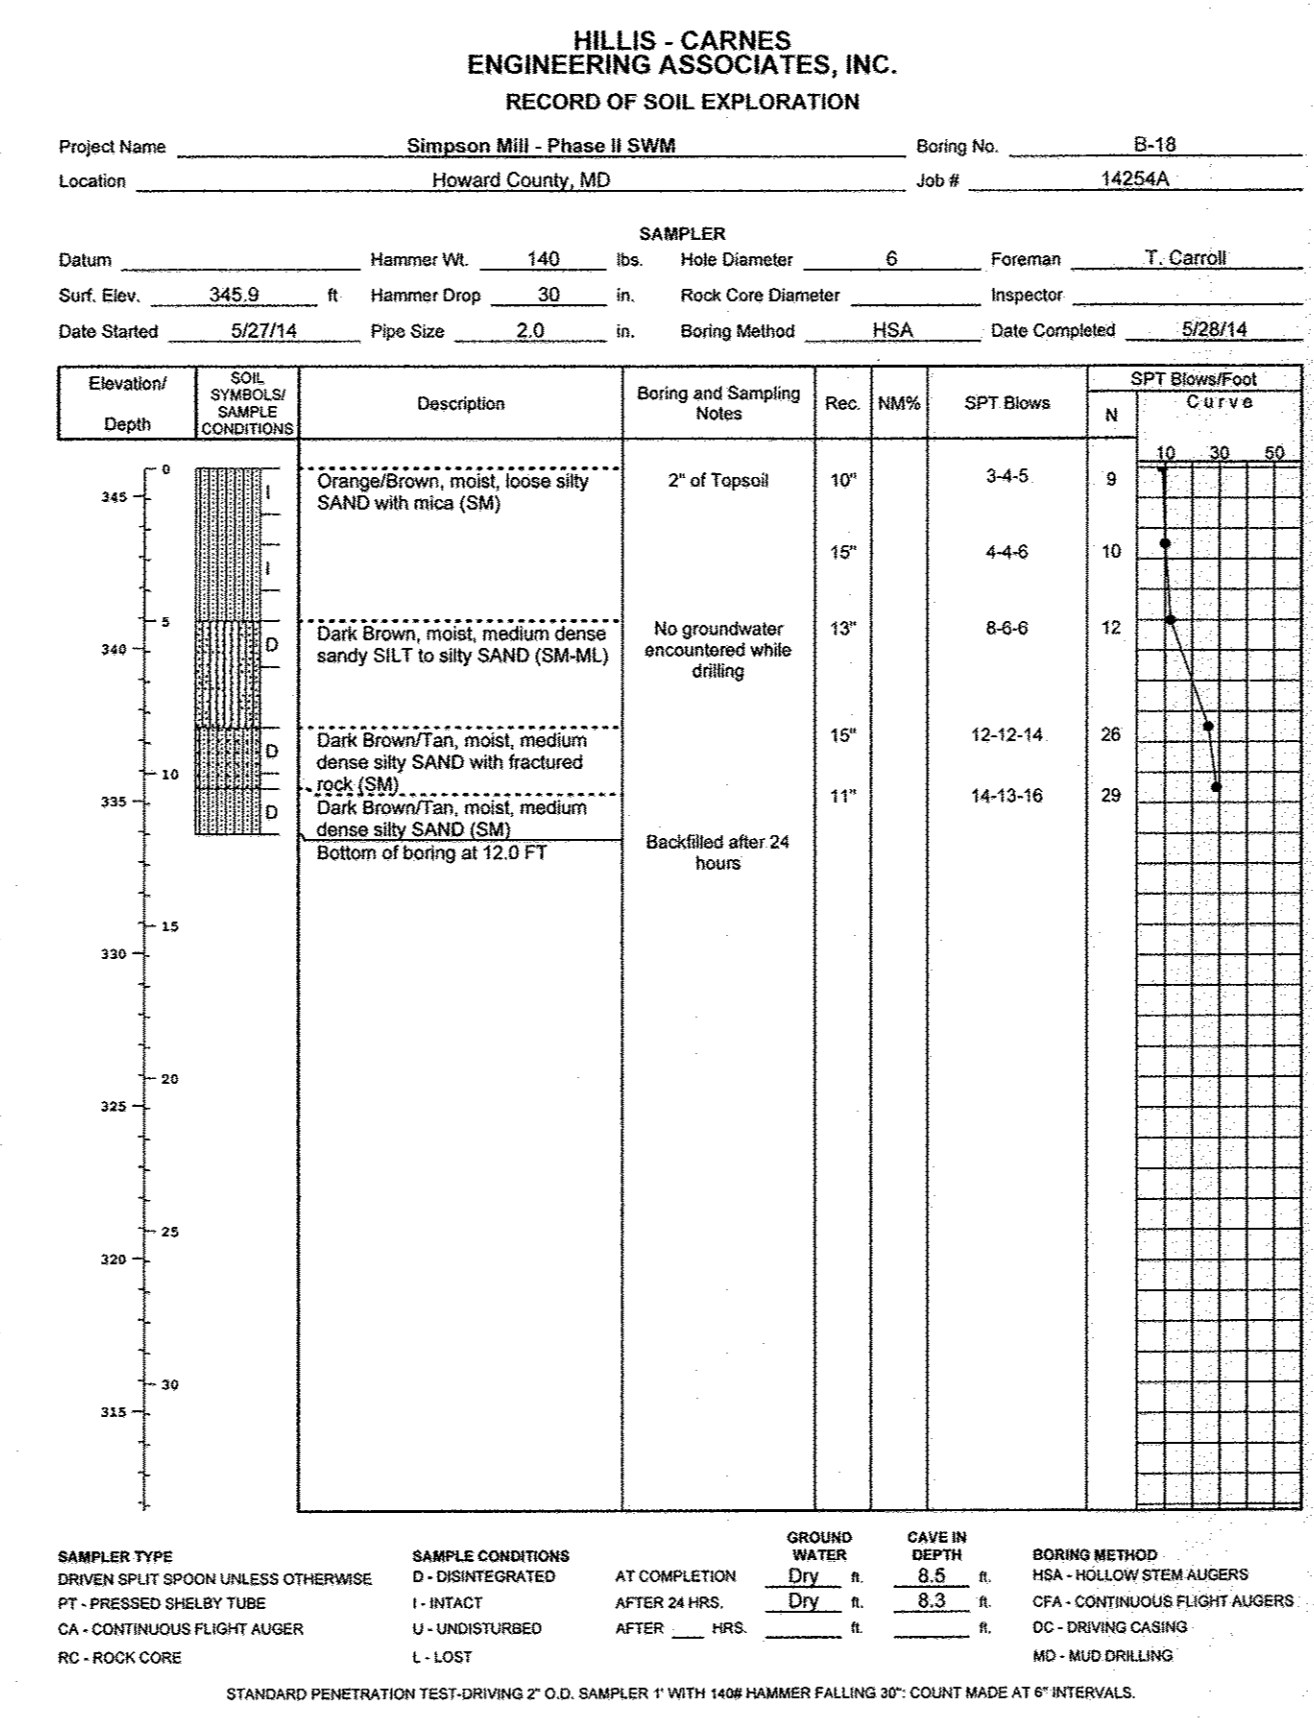 HILLIS - CARNES
ENGINEERING ASSOCIATES, INC.
RECORD OF SOIL EXPLORATION
Project Name Simpson Mill - Phase II SWM Boring No. B-18
Location Howard County, MD Job # 14254A
SAMPLER
Datum Hammer Wt. 140 lbs. Hole Diameter 6 Foreman T. Carroll
Surf. Elev. 345.9 ft Hammer Drop 30 in. Rock Core Diameter Inspector
Date Started 5/27/14 Pipe Size 2.0 in. Boring Method HSA Date Completed 5/28/14
Elevation/
Depth
SOIL
SYMBOLS/
SAMPLE
CONDITIONS
Description
Boring and Sampling
Notes
Rec.
NM%
SPT Blows
SPT Blows/Foot
N
Curve
10 30 50
0
345
I
Orange/Brown, moist, loose silty
SAND with mica (SM)
2" of Topsoil
10"
3-4-5
9
I
15"
4-4-6
10
5
340
D
Dark Brown, moist, medium dense
sandy SILT to silty SAND (SM-ML)
No groundwater
encountered while
drilling
13"
8-6-6
12
D
Dark Brown/Tan, moist, medium
dense silty SAND with fractured
rock (SM)
15"
12-12-14
26
10
335
D
Dark Brown/Tan, moist, medium
dense silty SAND (SM)
11"
14-13-16
29
Bottom of boring at 12.0 FT
Backfilled after 24
hours
15
330
20
325
25
320
30
315
SAMPLER TYPE
DRIVEN SPLIT SPOON UNLESS OTHERWISE
PT - PRESSED SHELBY TUBE
CA - CONTINUOUS FLIGHT AUGER
RC - ROCK CORE
SAMPLE CONDITIONS
D - DISINTEGRATED
I - INTACT
U - UNDISTURBED
L - LOST
GROUND
WATER
CAVE IN
DEPTH
AT COMPLETION Dry ft. 8.5 ft.
AFTER 24 HRS. Dry ft. 8.3 ft.
AFTER ___ HRS. ft. ft.
BORING METHOD
HSA - HOLLOW STEM AUGERS
CFA - CONTINUOUS FLIGHT AUGERS
DC - DRIVING CASING
MD - MUD DRILLING
STANDARD PENETRATION TEST-DRIVING 2" O.D. SAMPLER 1' WITH 140# HAMMER FALLING 30": COUNT MADE AT 6" INTERVALS.